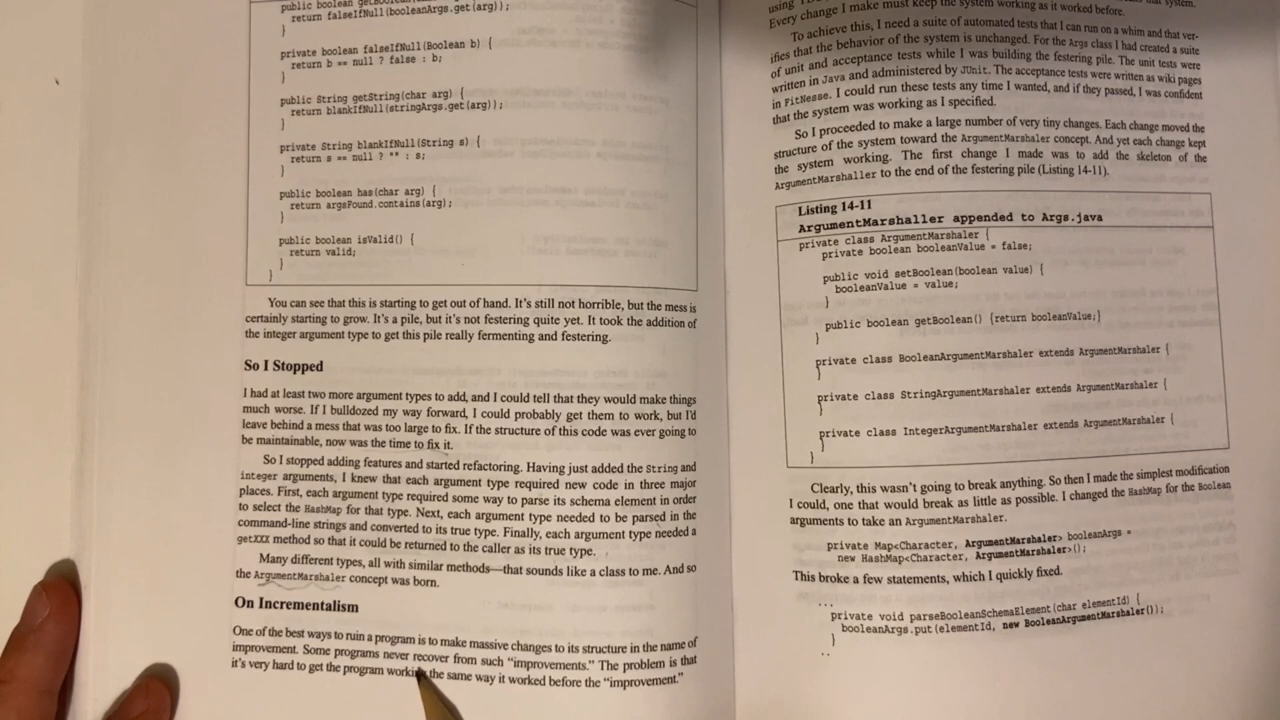 public boolean getBoolean(char arg) {
return falseIfNull(booleanArgs.get(arg));
}
private boolean falseIfNull(Boolean b) {
return b == null ? false : b;
}
public String getString(char arg) {
return blankIfNull(stringArgs.get(arg));
}
private String blankIfNull(String s) {
return s == null ? "" : s;
}
public boolean has(char arg) {
return argsFound.contains(arg);
}
public boolean isValid() {
return valid;
}
}
You can see that this is starting to get out of hand. It's still not horrible, but the mess is
certainly starting to grow. It's a pile, but it's not festering quite yet. It took the addition of
the integer argument type to get this pile really fermenting and festering.
So I Stopped
I had at least two more argument types to add, and I could tell that they would make things
much worse. If I bulldozed my way forward, I could probably get them to work, but I'd
leave behind a mess that was too large to fix. If the structure of this code was ever going to
be maintainable, now was the time to fix it.
So I stopped adding features and started refactoring. Having just added the String and
integer arguments, I knew that each argument type required new code in three major
places. First, each argument type required some way to parse its schema element in order
to select the HashMap for that type. Next, each argument type needed to be parsed in the
command-line strings and converted to its true type. Finally, each argument type needed a
getXXX method so that it could be returned to the caller as its true type.
Many different types, all with similar methods—that sounds like a class to me. And so
the ArgumentMarshaler concept was born.
On Incrementalism
One of the best ways to ruin a program is to make massive changes to its structure in the name of
improvement. Some programs never recover from such "improvements." The problem is that
it's very hard to get the program working the same way it worked before the "improvement."
using system.
Every change I make must keep the system working as it worked before.
To achieve this, I need a suite of automated tests that I can run on a whim and that ver-
ifies that the behavior of the system is unchanged. For the Args class I had created a suite
of unit and acceptance tests while I was building the festering pile. The unit tests were
written in Java and administered by JUnit. The acceptance tests were written as wiki pages
in FitNesse. I could run these tests any time I wanted, and if they passed, I was confident
that the system was working as I specified.
So I proceeded to make a large number of very tiny changes. Each change moved the
structure of the system toward the ArgumentMarshaler concept. And yet each change kept
the system working. The first change I made was to add the skeleton of the
ArgumentMarshaller to the end of the festering pile (Listing 14-11).
Listing 14-11
ArgumentMarshaller appended to Args.java
private class ArgumentMarshaler {
private boolean booleanValue = false;
public void setBoolean(boolean value) {
booleanValue = value;
}
public boolean getBoolean() {return booleanValue;}
}
private class BooleanArgumentMarshaler extends ArgumentMarshaler {
}
private class StringArgumentMarshaler extends ArgumentMarshaler {
}
private class IntegerArgumentMarshaler extends ArgumentMarshaler {
}
}
Clearly, this wasn't going to break anything. So then I made the simplest modification
I could, one that would break as little as possible. I changed the HashMap for the Boolean
arguments to take an ArgumentMarshaler.
private Map<Character, ArgumentMarshaler> booleanArgs =
new HashMap<Character, ArgumentMarshaler>();
This broke a few statements, which I quickly fixed.
...
private void parseBooleanSchemaElement(char elementId) {
booleanArgs.put(elementId, new BooleanArgumentMarshaler());
}
..